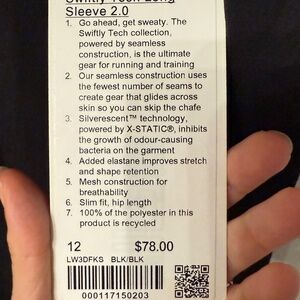 Swiftly Tech Long
Sleeve 2.0
1. Go ahead, get sweaty. The
Swiftly Tech collection,
powered by seamless
construction, is the ultimate
gear for running and training
2. Our seamless construction uses
the fewest number of seams to
create gear that glides across
skin so you can skip the chafe
3. Silverescent™ technology,
powered by X-STATIC®, inhibits
the growth of odour-causing
bacteria on the garment
4. Added elastane improves stretch
and shape retention
5. Mesh construction for
breathability
6. Slim fit, hip length
7. 100% of the polyester in this
product is recycled
12 $78.00
LW3DFKS BLK/BLK
000117150203